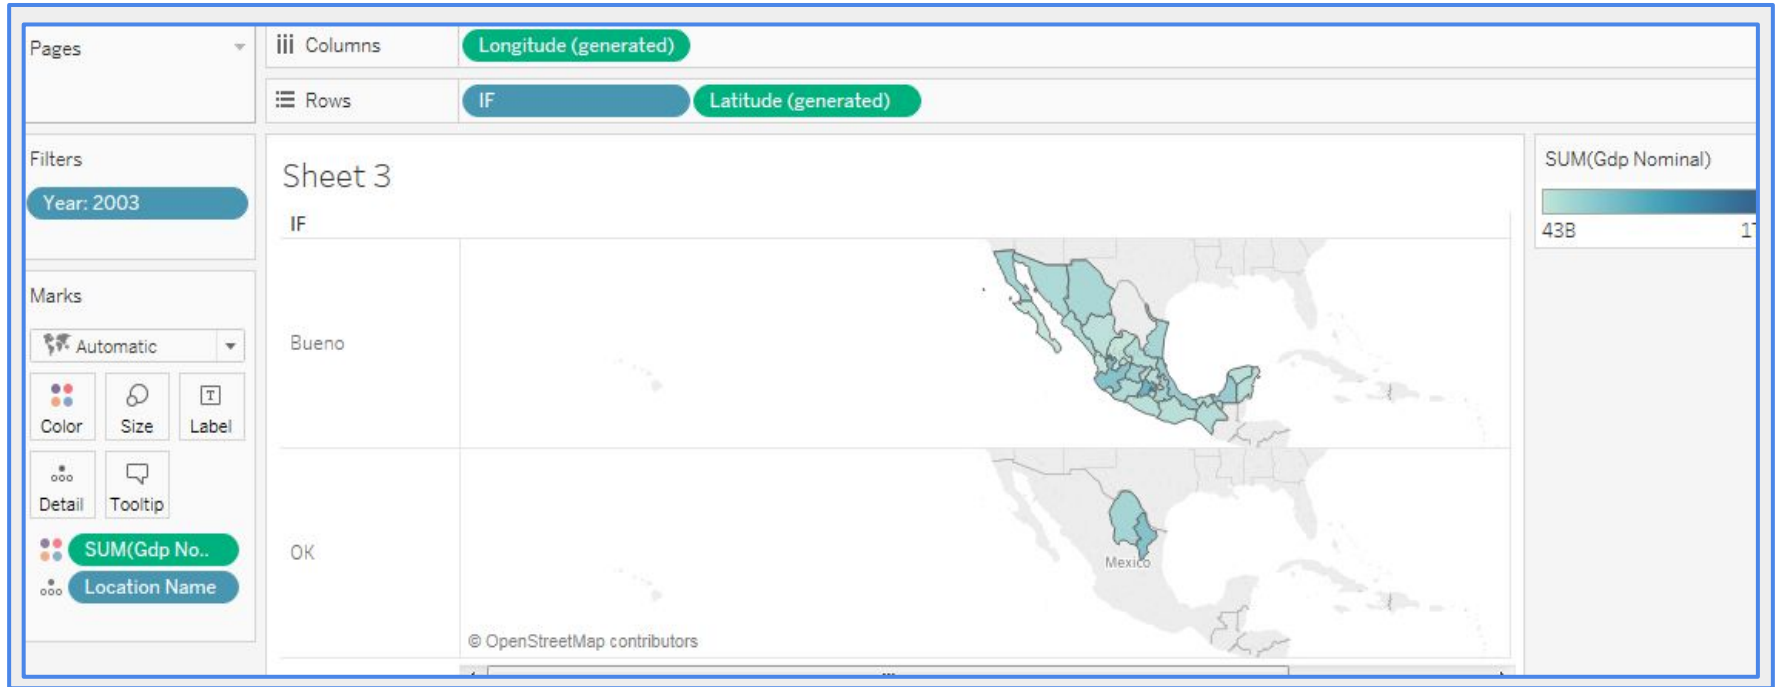 Pages
Columns
Longitude (generated)
Rows
IF
Latitude (generated)
Filters
Year: 2003
Sheet 3
IF
SUM(Gdp Nominal)
43B
Marks
Automatic
Color
Size
T
Label
Detail
Tooltip
SUM(Gdp No..
Location Name
Bueno
OK
Mexico
© OpenStreetMap contributors